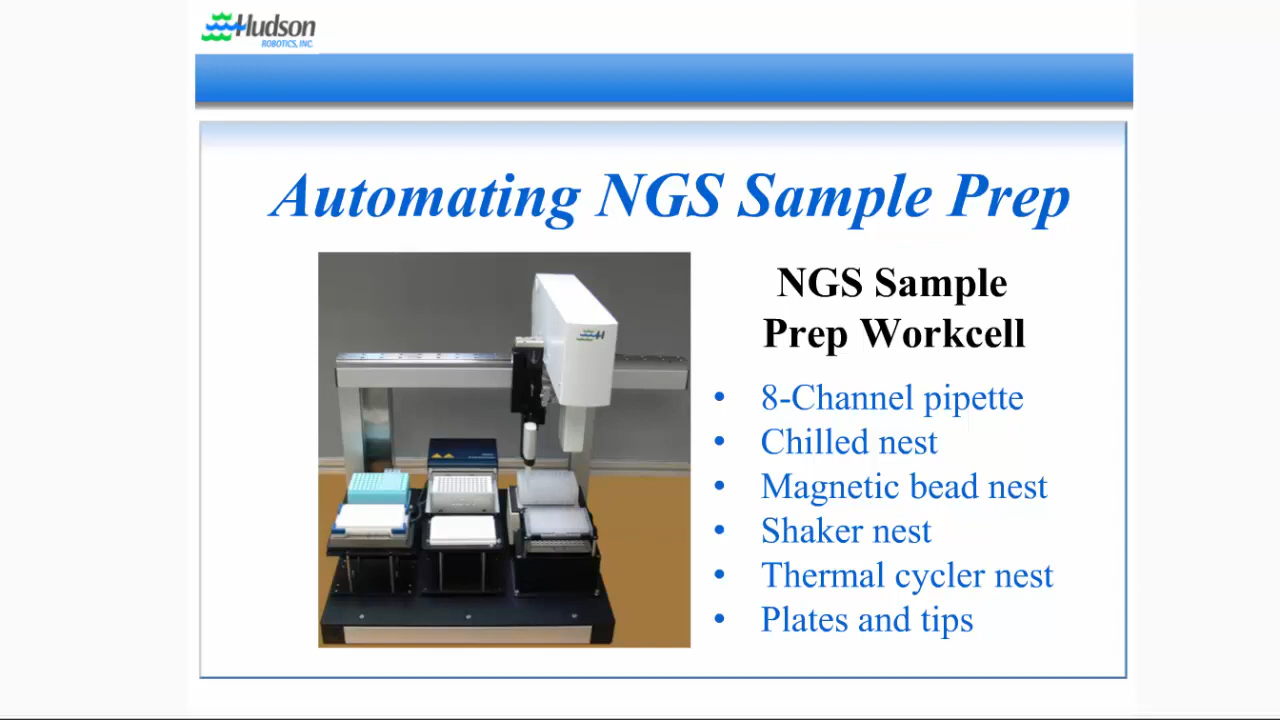 Hudson
ROBOTICS, INC.
Automating NGS Sample Prep
NGS Sample
Prep Workcell
• 8-Channel pipette
• Chilled nest
• Magnetic bead nest
• Shaker nest
• Thermal cycler nest
• Plates and tips